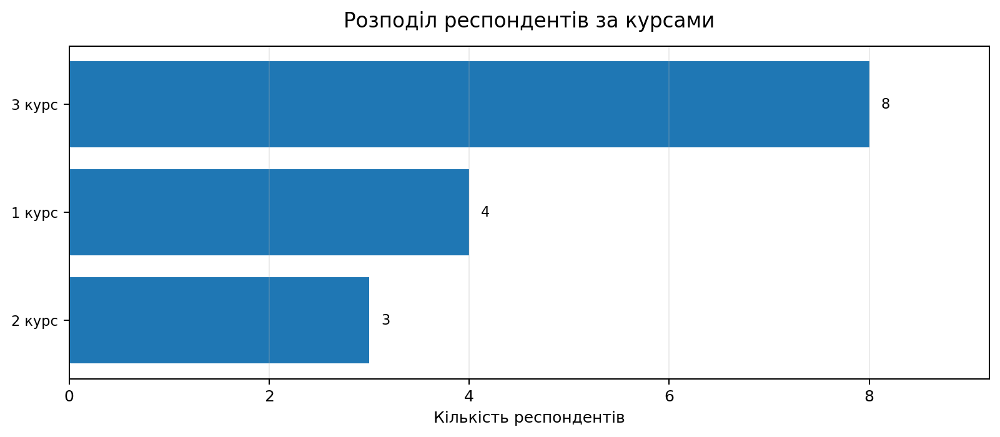 Розподіл респондентів за курсами
3 курс
8
1 курс
4
2 курс
3
0 2 4 6 8
Кількість респондентів